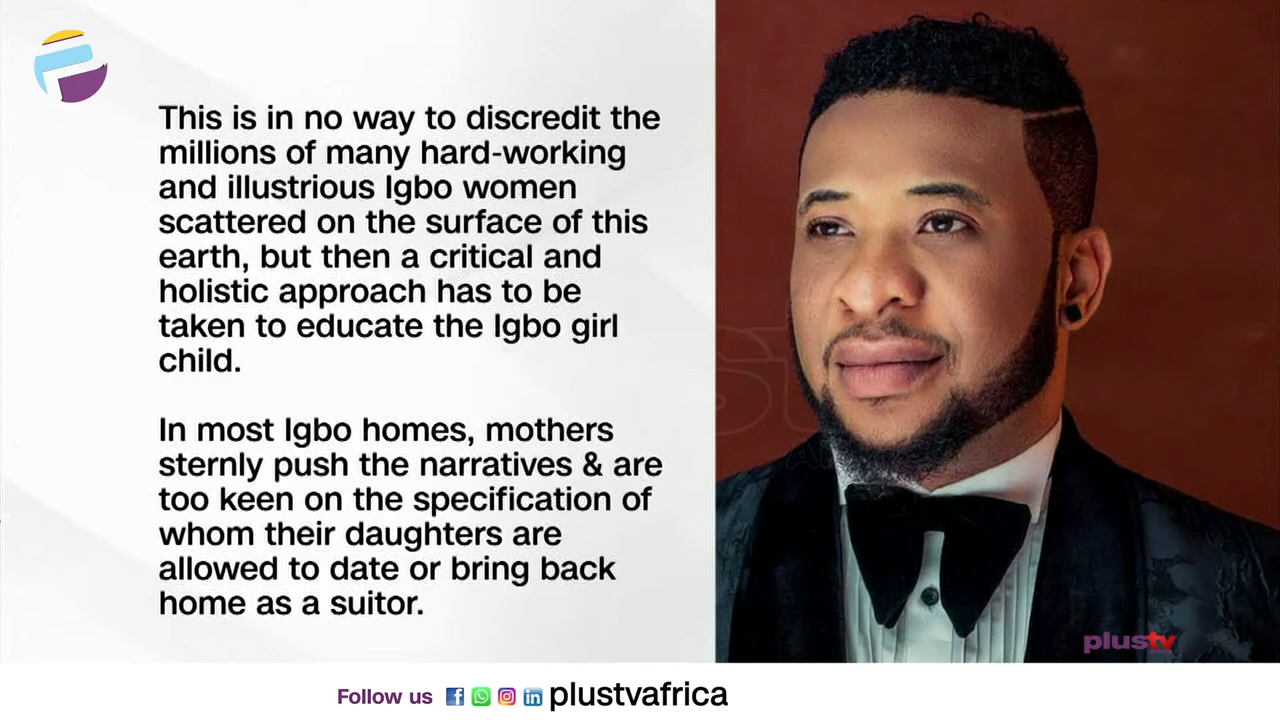 This is in no way to discredit the
millions of many hard-working
and illustrious Igbo women
scattered on the surface of this
earth, but then a critical and
holistic approach has to be
taken to educate the Igbo girl
child.
In most Igbo homes, mothers
sternly push the narratives & are
too keen on the specification of
whom their daughters are
allowed to date or bring back
home as a suitor.
plustv
Follow us plustvafrica